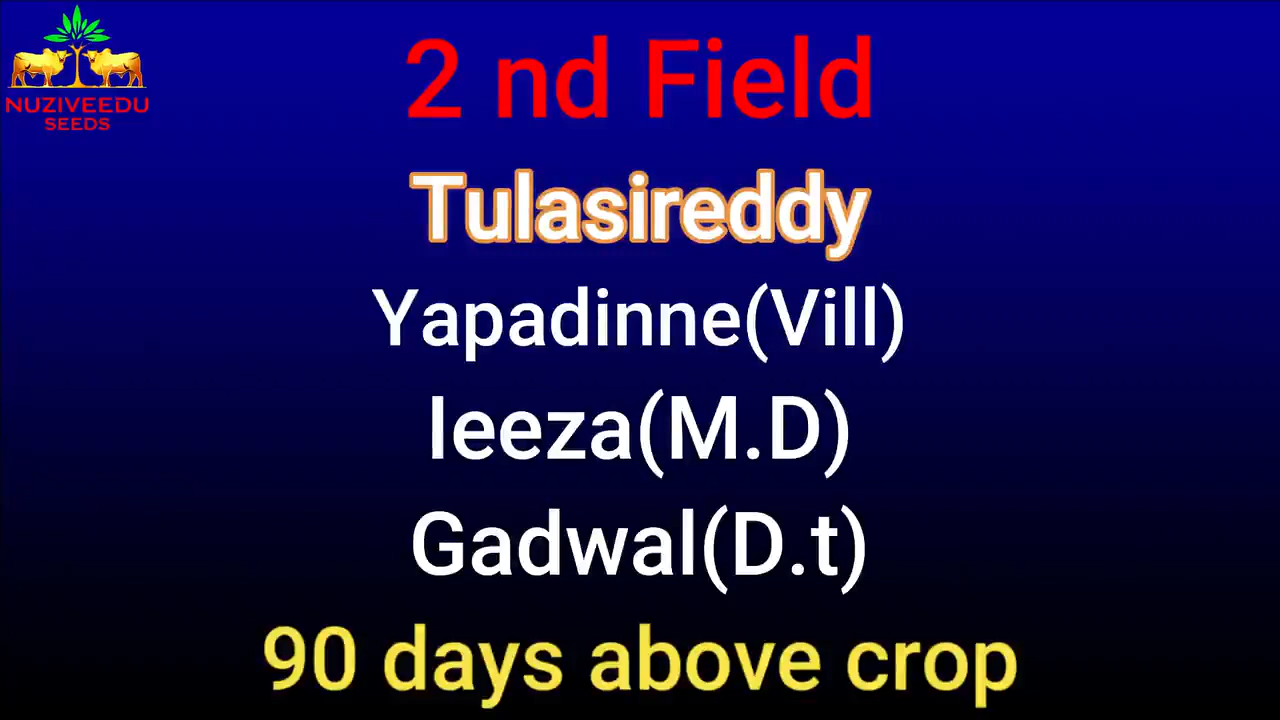 NUZIVEEDU
SEEDS
2 nd Field
Tulasireddy
Yapadinne(Vill)
Ieeza(M.D)
Gadwal(D.t)
90 days above crop